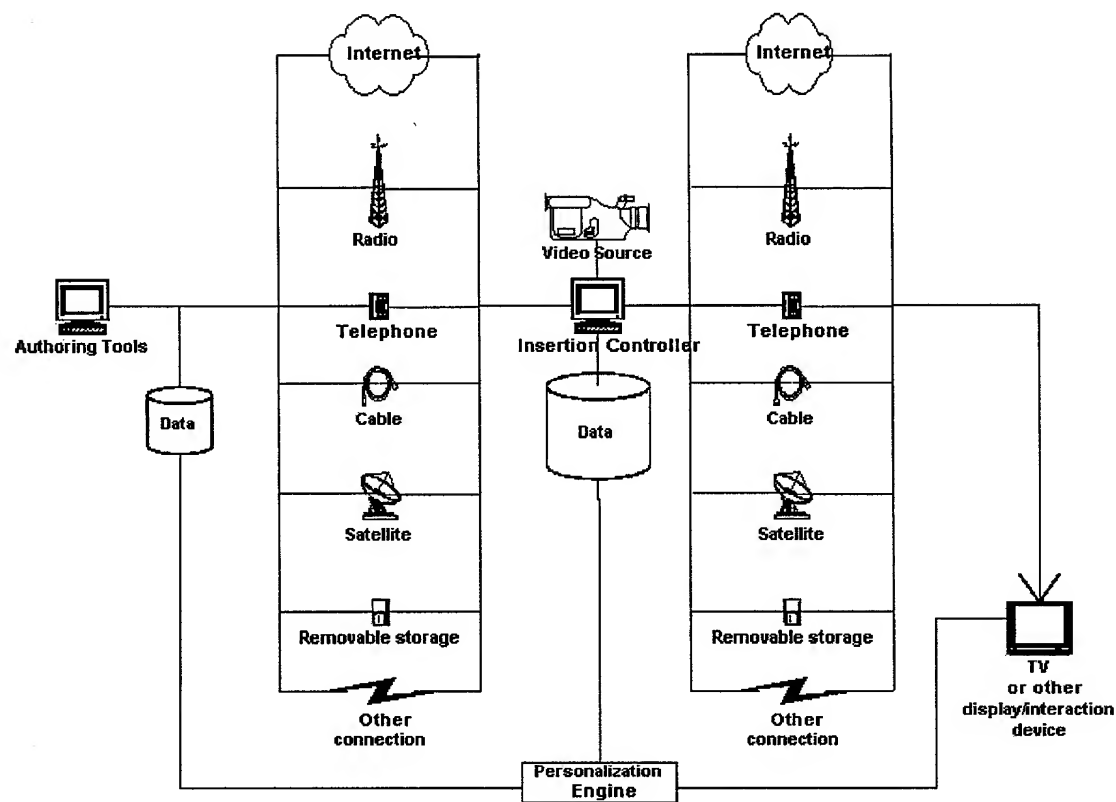 Internet
Internet
Radio
Radio
Video Source
Authoring Tools
Telephone
Insertion Controller
Telephone
Data
Cable
Data
Cable
Satellite
Satellite
Removable storage
Removable storage
TV
or other
display/interaction
device
Other
connection
Other
connection
Personalization
Engine